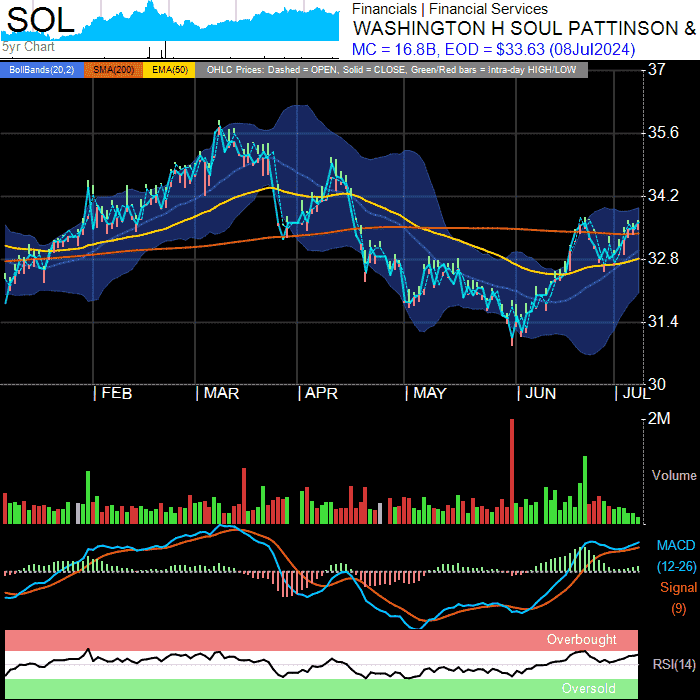 SOL
5yr Chart
Financials | Financial Services
WASHINGTON H SOUL PATTINSON &
MC = 16.8B, EOD = $33.63 (08Jul2024)
BollBands(20,2) SMA(200) EMA(50) OHLC Prices: Dashed = OPEN, Solid = CLOSE, Green/Red bars = Intra-day HIGH/LOW
37
35.6
34.2
32.8
31.4
30
| FEB | MAR | APR | MAY | JUN | JUL
2M
Volume
MACD
(12-26)
Signal
(9)
Overbought
RSI(14)
Oversold